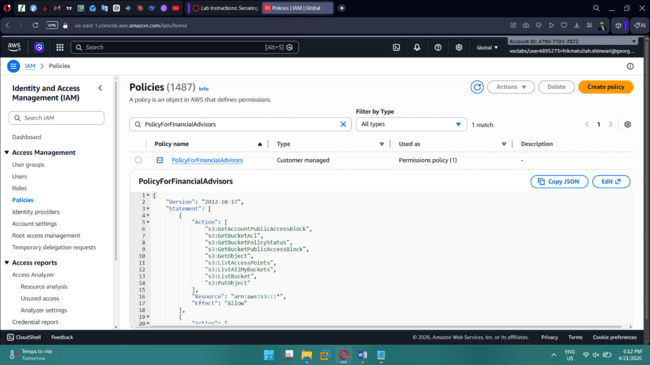 Lab Instructions: Securing
Policies | IAM | Global
VPN
us-east-1.console.aws.amazon.com/iam/home
AI
aws
Search
[Alt+S]
Global
Account ID: 4790-7101-7072
voclabs/user4895273=hikmatullah.shinwari@georg...
IAM > Policies
Identity and Access Management (IAM)
Search IAM
Dashboard
Access Management
User groups
Users
Roles
Policies
Identity providers
Account settings
Root access management
Temporary delegation requests
Access reports
Access Analyzer
Resource analysis
Unused access
Analyzer settings
Credential report
Policies (1487) Info
A policy is an object in AWS that defines permissions.
Actions
Delete
Create policy
Filter by Type
PolicyForFinancialAdvisors
All types
1 match
1
Policy name
Type
Used as
Description
PolicyForFinancialAdvisors
Customer managed
Permissions policy (1)
-
PolicyForFinancialAdvisors
Copy JSON
Edit
1 {
2 "Version": "2012-10-17",
3 "Statement": [
4 {
5 "Action": [
6 "s3:GetAccountPublicAccessBlock",
7 "s3:GetBucketAcl",
8 "s3:GetBucketPolicyStatus",
9 "s3:GetBucketPublicAccessBlock",
10 "s3:GetObject",
11 "s3:ListAccessPoints",
12 "s3:ListAllMyBuckets",
13 "s3:ListBucket",
14 "s3:PutObject"
15 ],
16 "Resource": "arn:aws:s3:::*",
17 "Effect": "Allow"
18 },
19 {
20 "Action": [
CloudShell
Feedback
© 2026, Amazon Web Services, Inc. or its affiliates.
Privacy
Terms
Cookie preferences
Temps to rise
Tomorrow
ENG
US
5:12 PM
4/21/2026